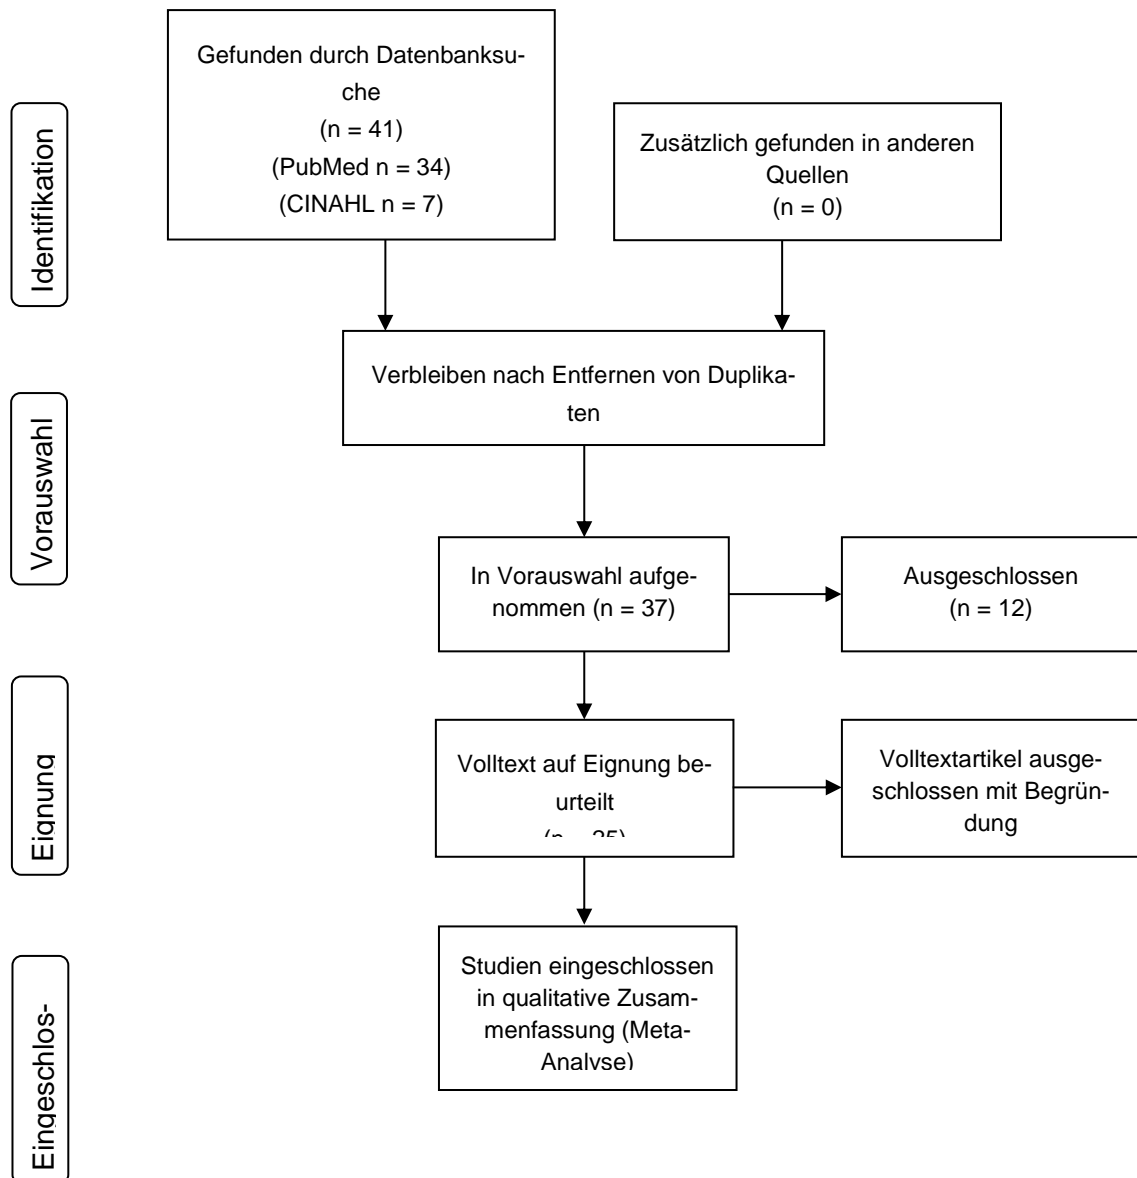 Gefunden durch Datenbanksu-
che
(n = 41)
(PubMed n = 34)
(CINAHL n = 7)
Zusätzlich gefunden in anderen
Quellen
(n = 0)
Identifikation
Verbleiben nach Entfernen von Duplika-
ten
Vorauswahl
In Vorauswahl aufge-
nommen (n = 37)
Ausgeschlossen
(n = 12)
Eignung
Volltext auf Eignung be-
urteilt
(n = 25)
Volltextartikel ausge-
schlossen mit Begrün-
dung
Eingeschlos-
Studien eingeschlossen
in qualitative Zusam-
menfassung (Meta-
Analyse)